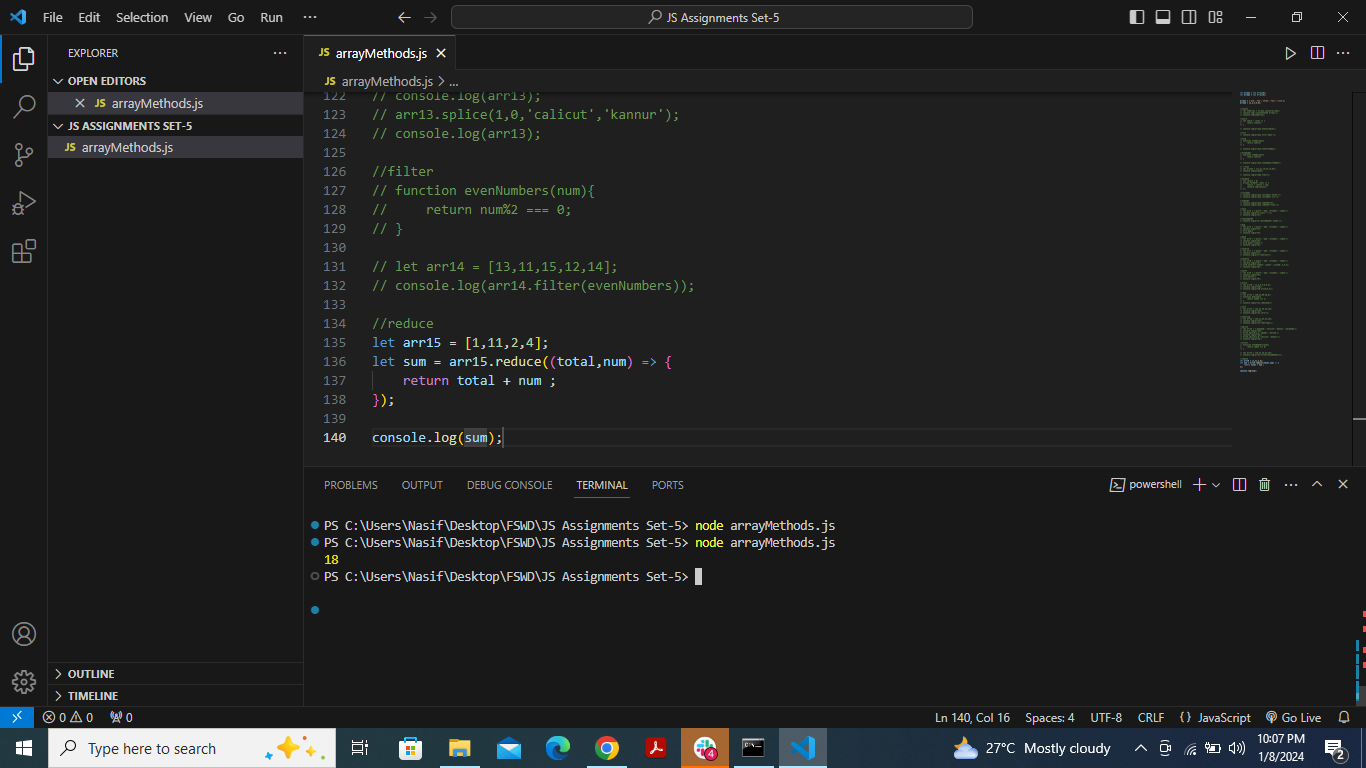 File Edit Selection View Go Run ··· JS Assignments Set-5
EXPLORER
OPEN EDITORS
JS arrayMethods.js
JS ASSIGNMENTS SET-5
JS arrayMethods.js
OUTLINE
TIMELINE
JS arrayMethods.js
JS arrayMethods.js > ...
122 // console.log(arr13);
123 // arr13.splice(1,0,'calicut','kannur');
124 // console.log(arr13);
125
126 //filter
127 // function evenNumbers(num){
128 //     return num%2 === 0;
129 // }
130
131 // let arr14 = [13,11,15,12,14];
132 // console.log(arr14.filter(evenNumbers));
133
134 //reduce
135 let arr15 = [1,11,2,4];
136 let sum = arr15.reduce((total,num) => {
137     return total + num ;
138 });
139
140 console.log(sum);
PROBLEMS OUTPUT DEBUG CONSOLE TERMINAL PORTS powershell
PS C:\Users\Nasif\Desktop\FSWD\JS Assignments Set-5> node arrayMethods.js
PS C:\Users\Nasif\Desktop\FSWD\JS Assignments Set-5> node arrayMethods.js
18
PS C:\Users\Nasif\Desktop\FSWD\JS Assignments Set-5>
0 0 0 Ln 140, Col 16 Spaces: 4 UTF-8 CRLF {} JavaScript Go Live
Type here to search 4 27°C Mostly cloudy 10:07 PM 2
1/8/2024